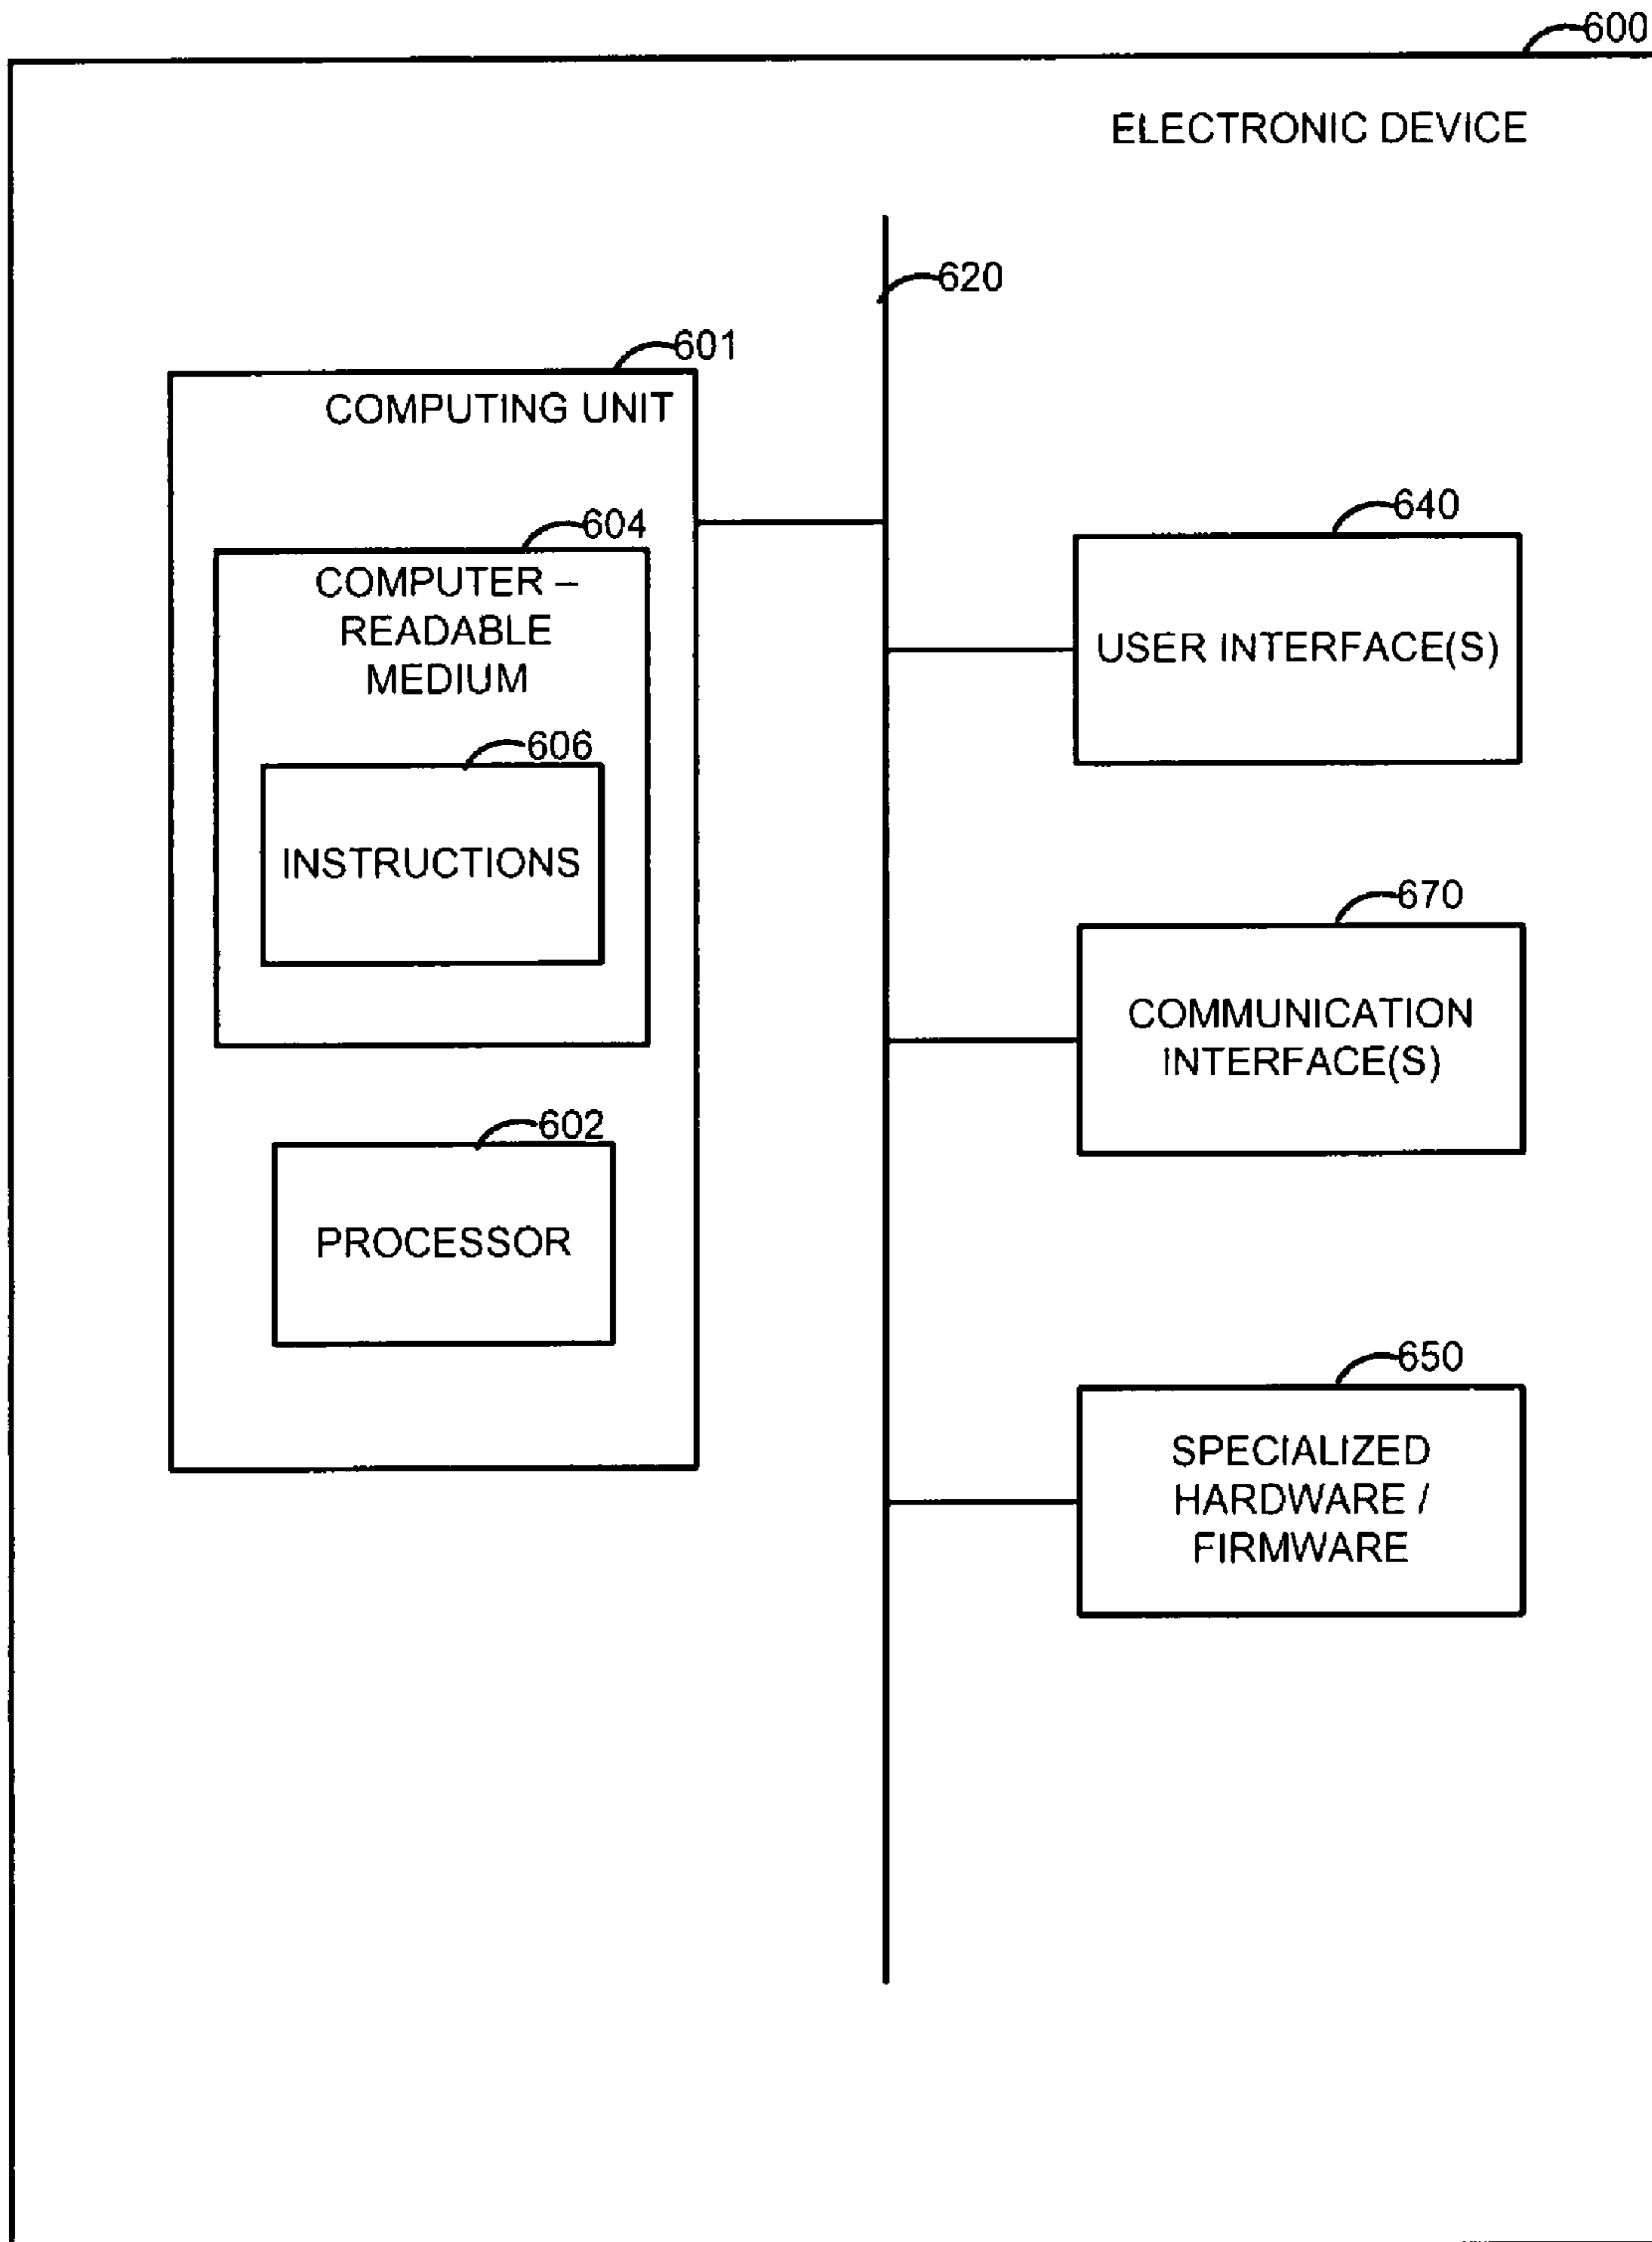 600
ELECTRONIC DEVICE
620
601
COMPUTING UNIT
604
COMPUTER –
READABLE
MEDIUM
606
INSTRUCTIONS
602
PROCESSOR
640
USER INTERFACE(S)
670
COMMUNICATION
INTERFACE(S)
650
SPECIALIZED
HARDWARE /
FIRMWARE